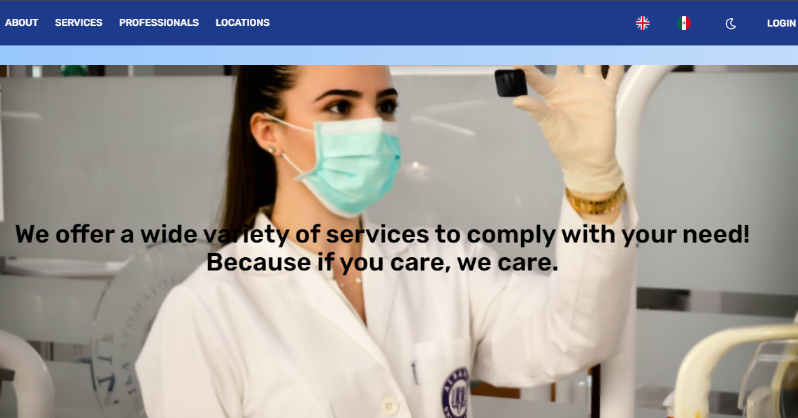 ABOUT SERVICES PROFESSIONALS LOCATIONS LOGIN
We offer a wide variety of services to comply with your need!
Because if you care, we care.